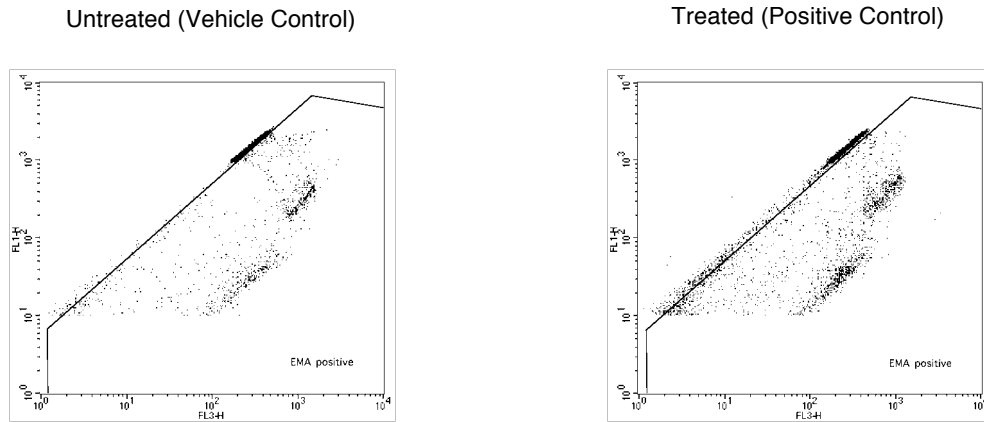 Untreated (Vehicle Control)
Treated (Positive Control)
10^4
10^3
10^2
10^1
10^0
FL1-H
EMA positive
10^0 10^1 10^2 10^3 10^4
FL3-H
10^4
10^3
10^2
10^1
10^0
FL1-H
EMA positive
10^0 10^1 10^2 10^3
FL3-H